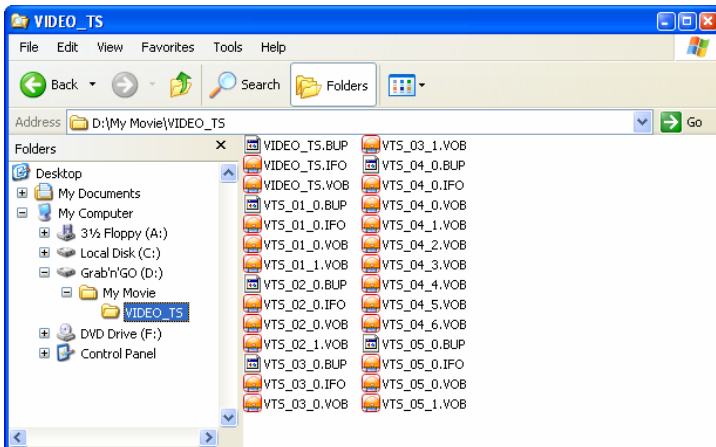 VIDEO_TS
File Edit View Favorites Tools Help
Back Search Folders
Address D:\My Movie\VIDEO_TS Go
Folders
Desktop
My Documents
My Computer
3½ Floppy (A:)
Local Disk (C:)
Grab'n'GO (D:)
My Movie
VIDEO_TS
DVD Drive (F:)
Control Panel
VIDEO_TS.BUP
VIDEO_TS.IFO
VIDEO_TS.VOB
VTS_01_0.BUP
VTS_01_0.IFO
VTS_01_0.VOB
VTS_01_1.VOB
VTS_02_0.BUP
VTS_02_0.IFO
VTS_02_0.VOB
VTS_02_1.VOB
VTS_03_0.BUP
VTS_03_0.IFO
VTS_03_0.VOB
VTS_03_1.VOB
VTS_04_0.BUP
VTS_04_0.IFO
VTS_04_0.VOB
VTS_04_1.VOB
VTS_04_2.VOB
VTS_04_3.VOB
VTS_04_4.VOB
VTS_04_5.VOB
VTS_04_6.VOB
VTS_05_0.BUP
VTS_05_0.IFO
VTS_05_0.VOB
VTS_05_1.VOB